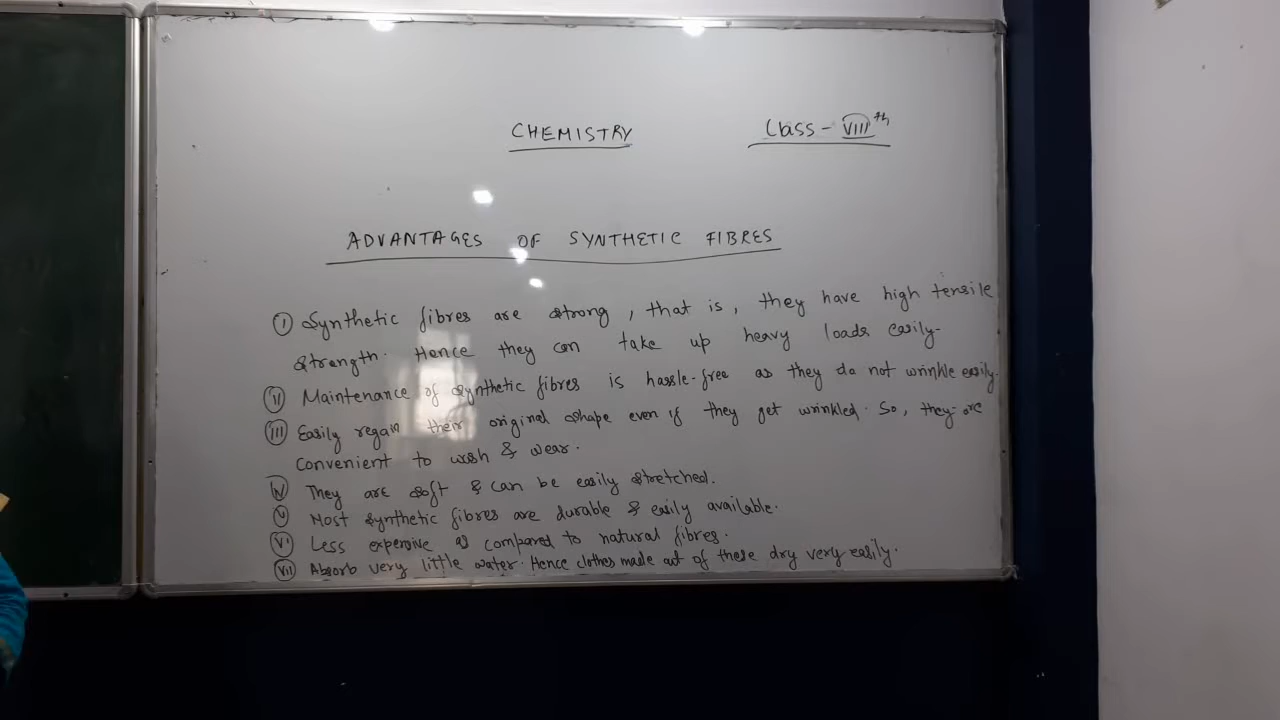 CHEMISTRY
Class - VIIIth
ADVANTAGES OF SYNTHETIC FIBRES
(I) Synthetic fibres are strong, that is, they have high tensile
strength. Hence they can take up heavy loads easily.
(II) Maintenance of synthetic fibres is hassle-free as they do not wrinkle easily.
(III) Easily regain their original shape even if they get wrinkled. So, they are
convenient to wash & wear.
(IV) They are soft & can be easily stretched.
(V) Most synthetic fibres are durable & easily available.
(VI) Less expensive as compared to natural fibres.
(VII) Absorb very little water. Hence clothes made out of these dry very easily.